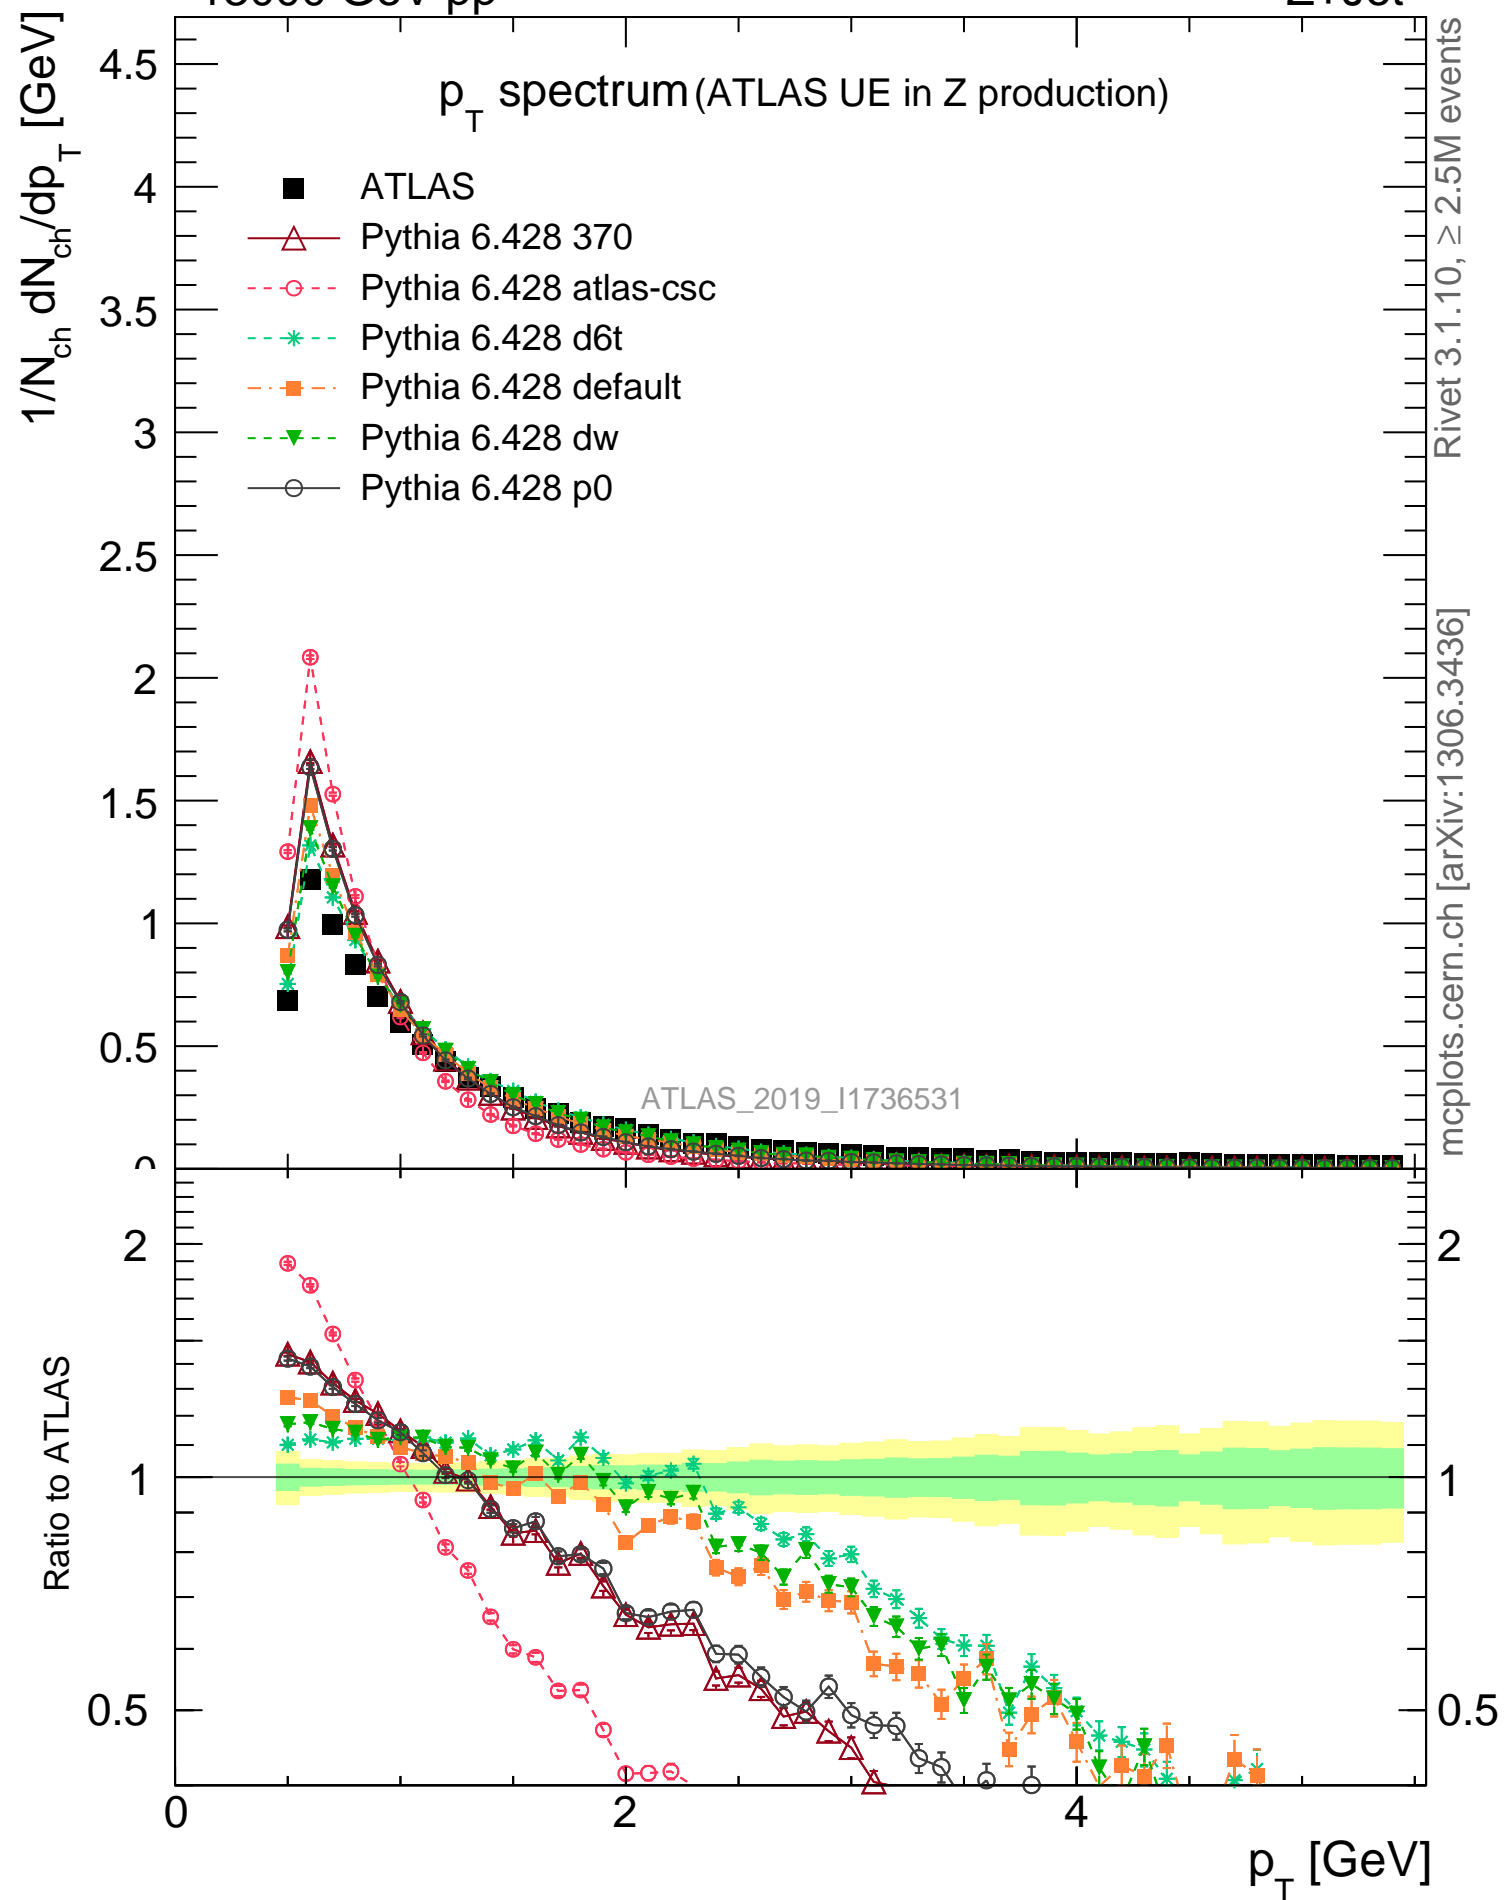 p_T spectrum (ATLAS UE in Z production)
ATLAS
Pythia 6.428 370
Pythia 6.428 atlas-csc
Pythia 6.428 d6t
Pythia 6.428 default
Pythia 6.428 dw
Pythia 6.428 p0
1/N_ch dN_ch/dp_T [GeV]
4.5
4
3.5
3
2.5
2
1.5
1
0.5
0
ATLAS_2019_I1736531
Rivet 3.1.10, ≥ 2.5M events
mcplots.cern.ch [arXiv:1306.3436]
Ratio to ATLAS
2
1
0.5
2
1
0.5
0
2
4
p_T [GeV]